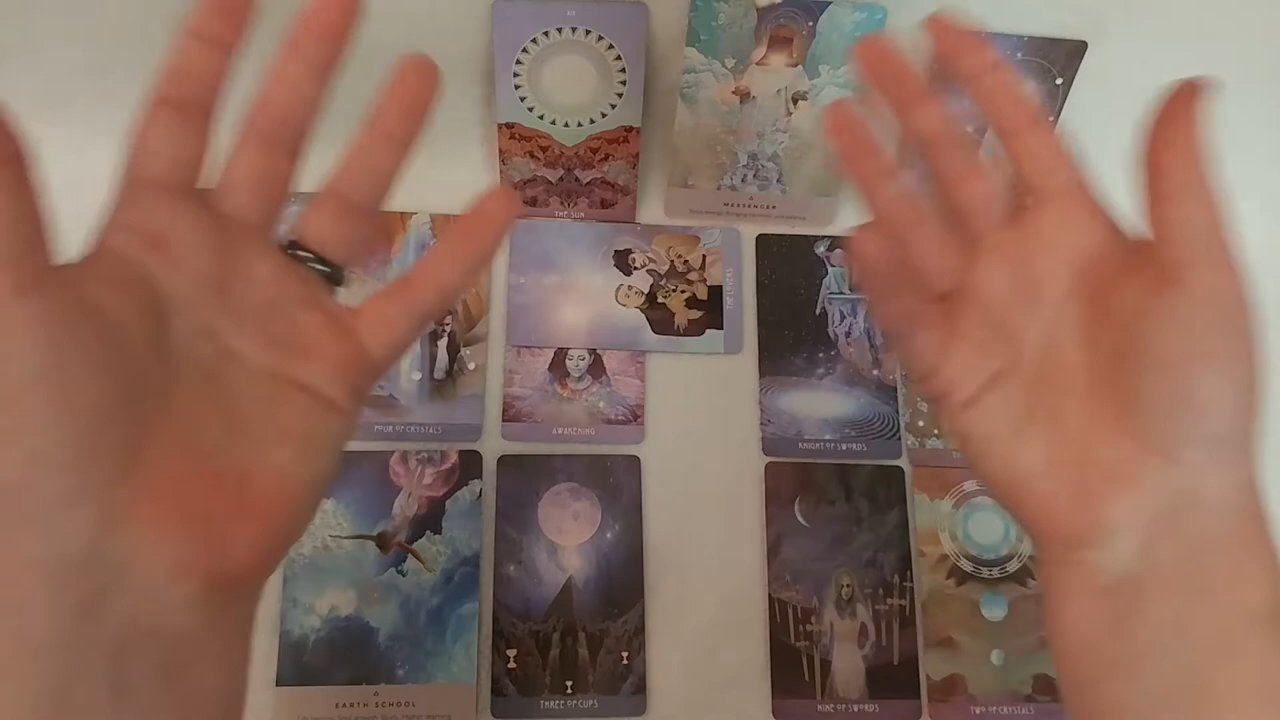 XIX
THE SUN
MESSENGER
THE LOVERS
FOUR OF CRYSTALS
AWAKENING
KNIGHT OF SWORDS
EARTH SCHOOL
THREE OF CUPS
NINE OF SWORDS
TWO OF CRYSTALS